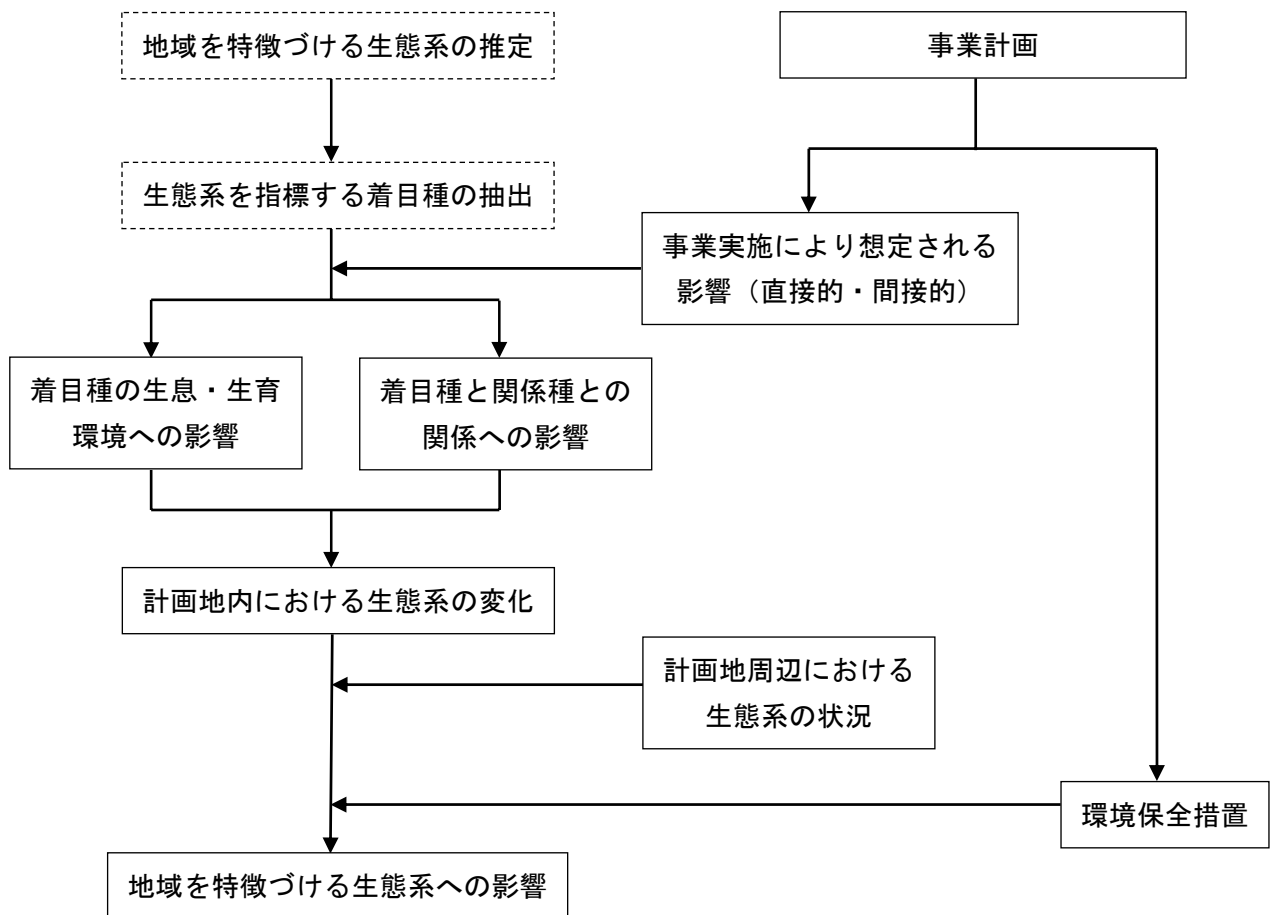 地域を特徴づける生態系の推定
事業計画
生態系を指標する着目種の抽出
事業実施により想定される
影響（直接的・間接的）
着目種の生息・生育
環境への影響
着目種と関係種との
関係への影響
計画地内における生態系の変化
計画地周辺における
生態系の状況
環境保全措置
地域を特徴づける生態系への影響